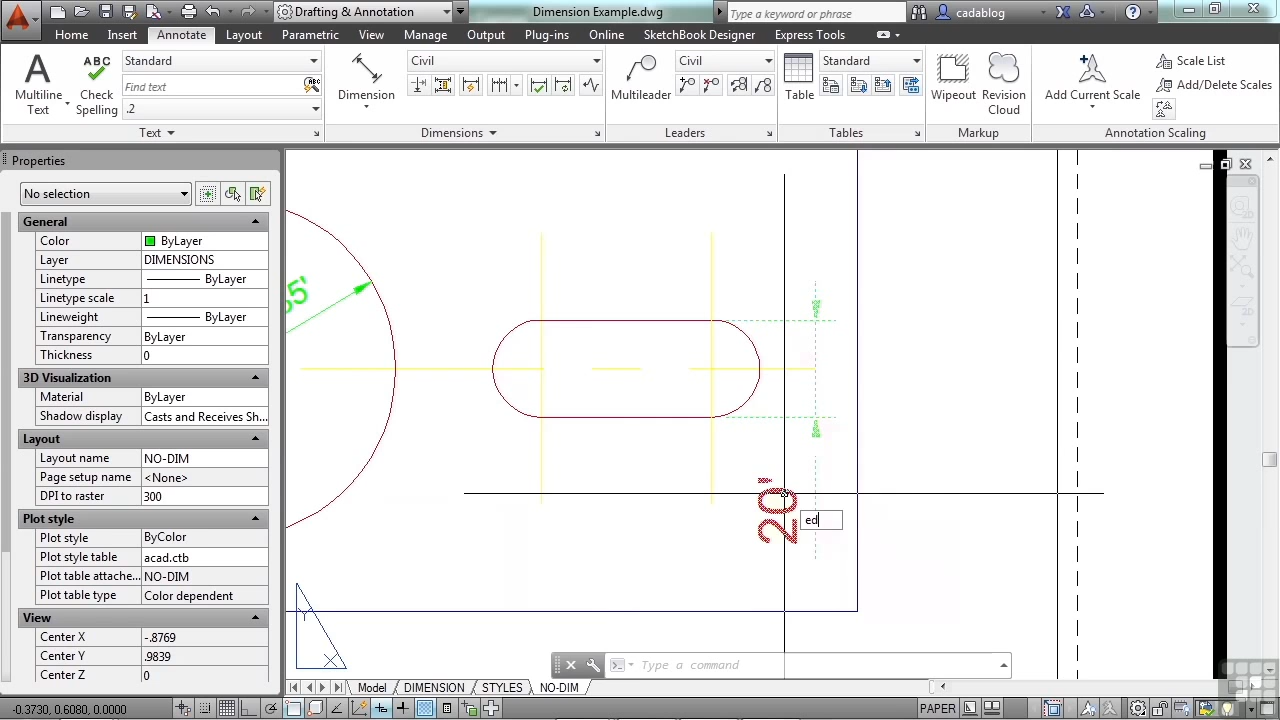 Drafting & Annotation
Dimension Example.dwg
Type a keyword or phrase
cadablog
Home Insert Annotate Layout Parametric View Manage Output Plug-ins Online SketchBook Designer Express Tools
Multiline Text
ABC
Check Spelling
Standard
Find text
.2
Dimension
Civil
Multileader
Civil
Table
Standard
Wipeout
Revision Cloud
Add Current Scale
Scale List
Add/Delete Scales
Text Dimensions Leaders Tables Markup Annotation Scaling
Properties
No selection
General
Color ByLayer
Layer DIMENSIONS
Linetype ByLayer
Linetype scale 1
Lineweight ByLayer
Transparency ByLayer
Thickness 0
3D Visualization
Material ByLayer
Shadow display Casts and Receives Sh...
Layout
Layout name NO-DIM
Page setup name <None>
DPI to raster 300
Plot style
Plot style ByColor
Plot style table acad.ctb
Plot table attache... NO-DIM
Plot table type Color dependent
View
Center X -.8769
Center Y .9839
Center Z 0
5'
20'
ed
Y
X
Type a command
Model DIMENSION STYLES NO-DIM
-0.3730, 0.6080, 0.0000
PAPER